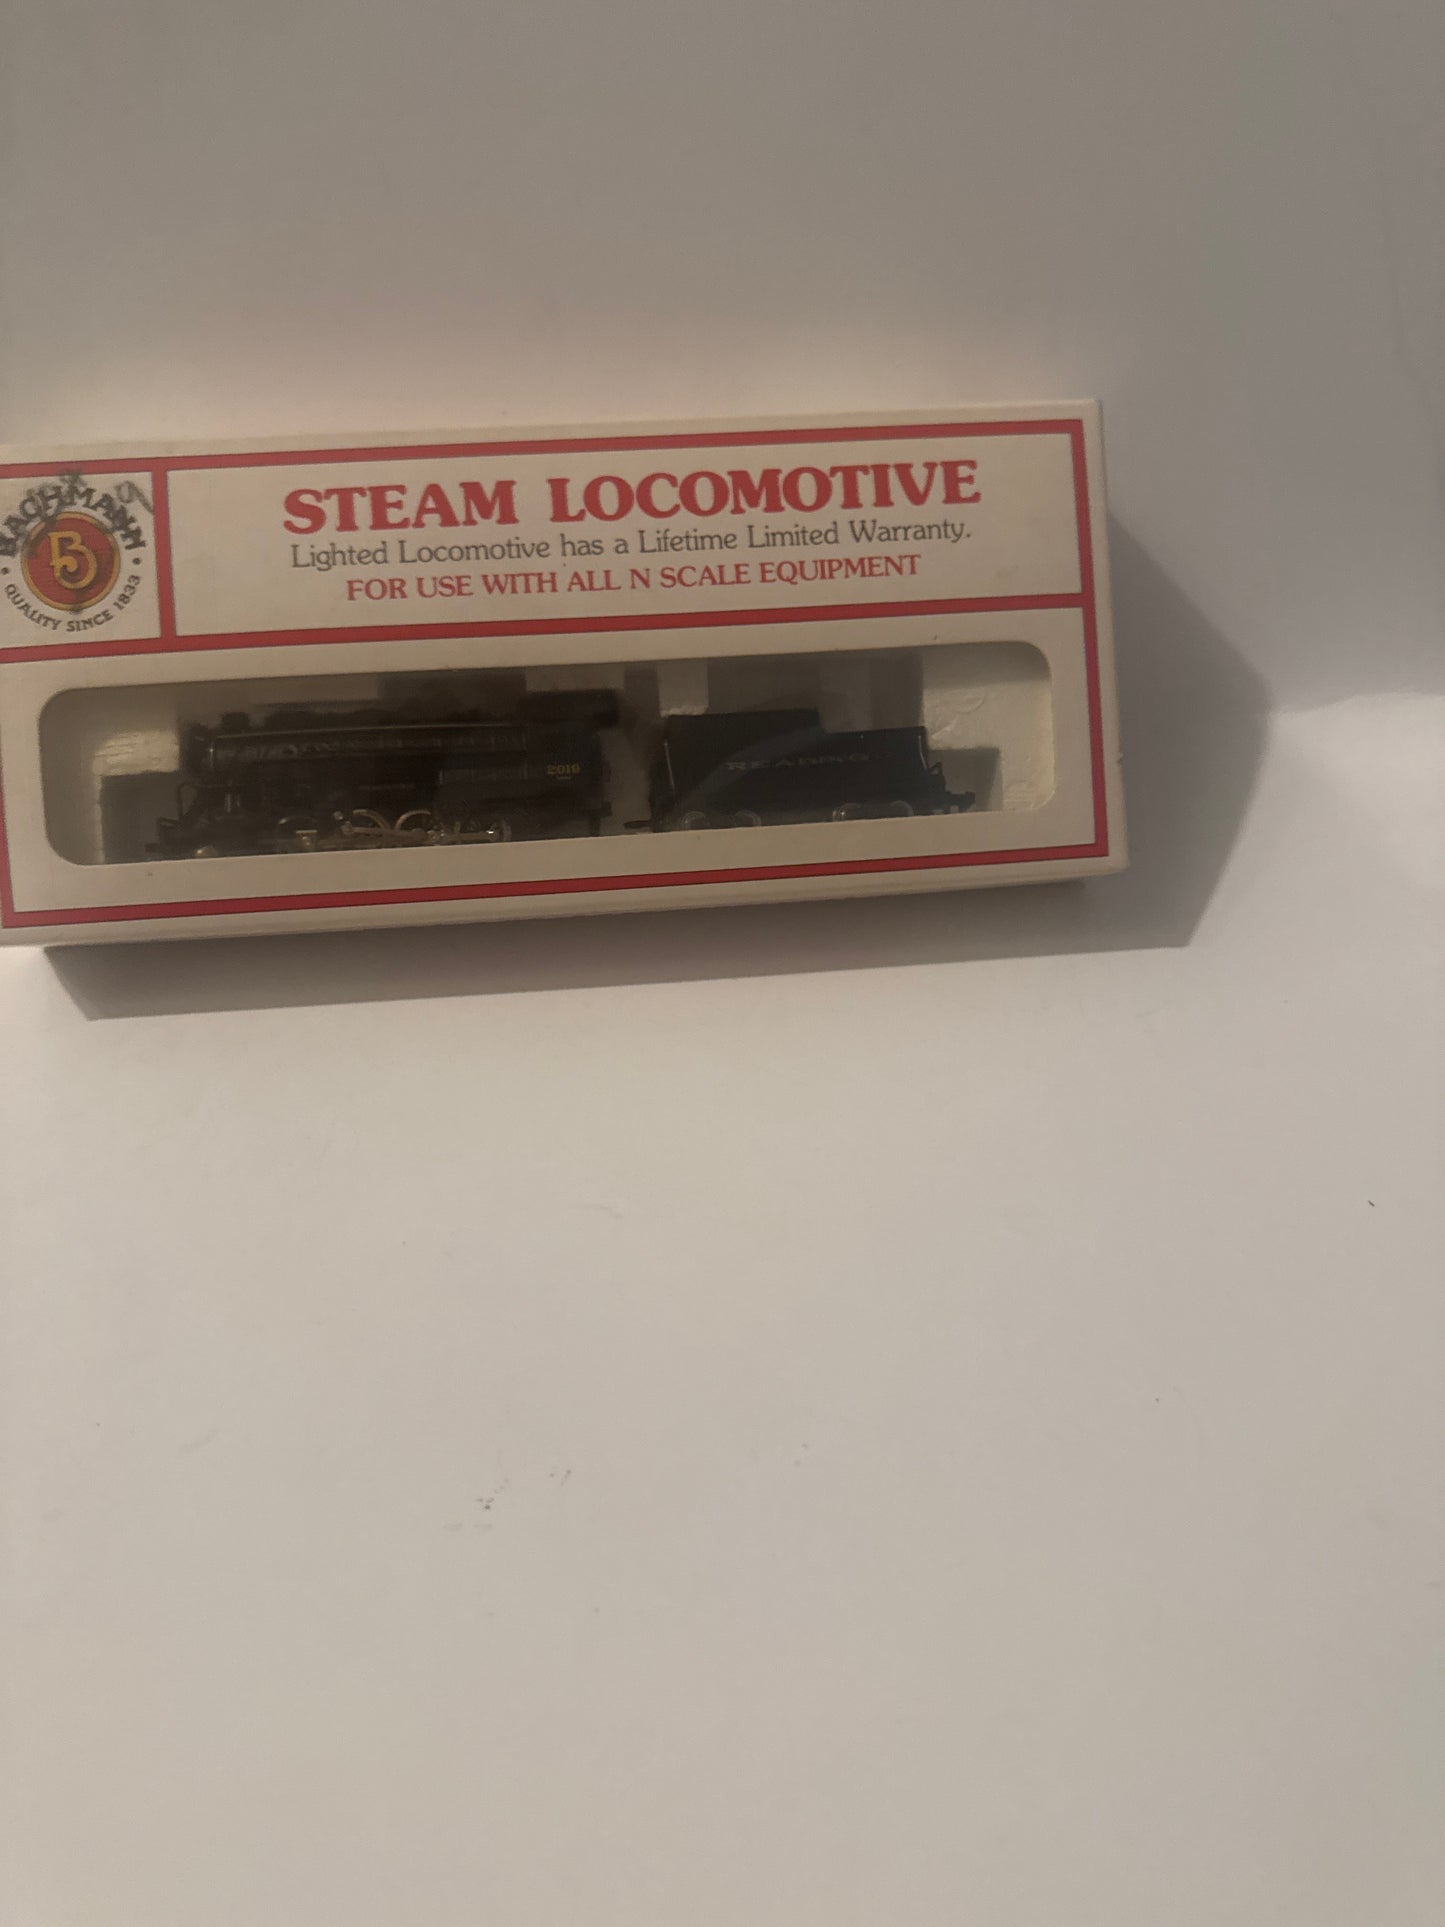 BACHMANN
QUALITY SINCE 1833
STEAM LOCOMOTIVE
Lighted Locomotive has a Lifetime Limited Warranty.
FOR USE WITH ALL N SCALE EQUIPMENT
2019
READING